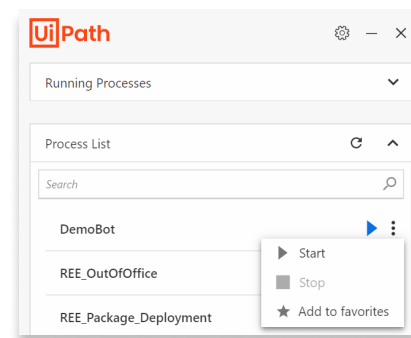 UiPath
Running Processes
Process List
Search
DemoBot
Start
REE_OutOfOffice
Stop
Add to favorites
REE_Package_Deployment